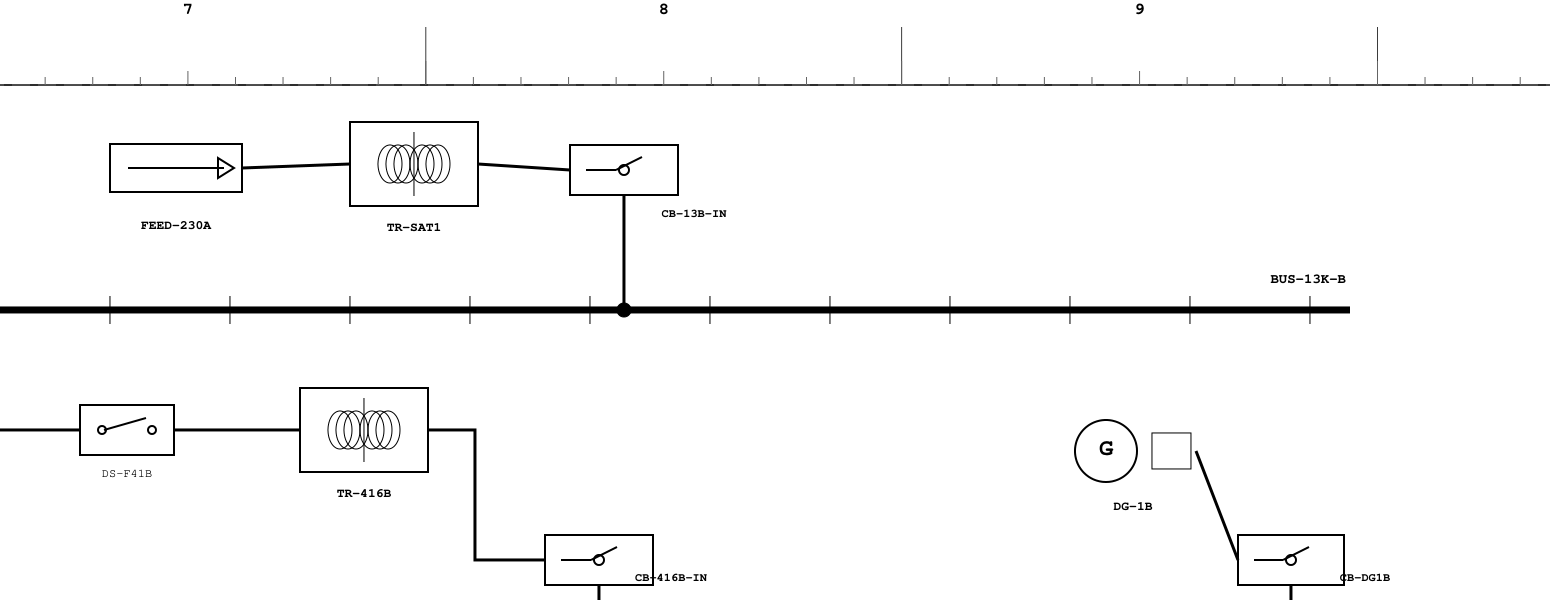 7 8 9
FEED-230A
TR-SAT1
CB-13B-IN
BUS-13K-B
DS-F41B
TR-416B
G
DG-1B
CB-416B-IN
CB-DG1B